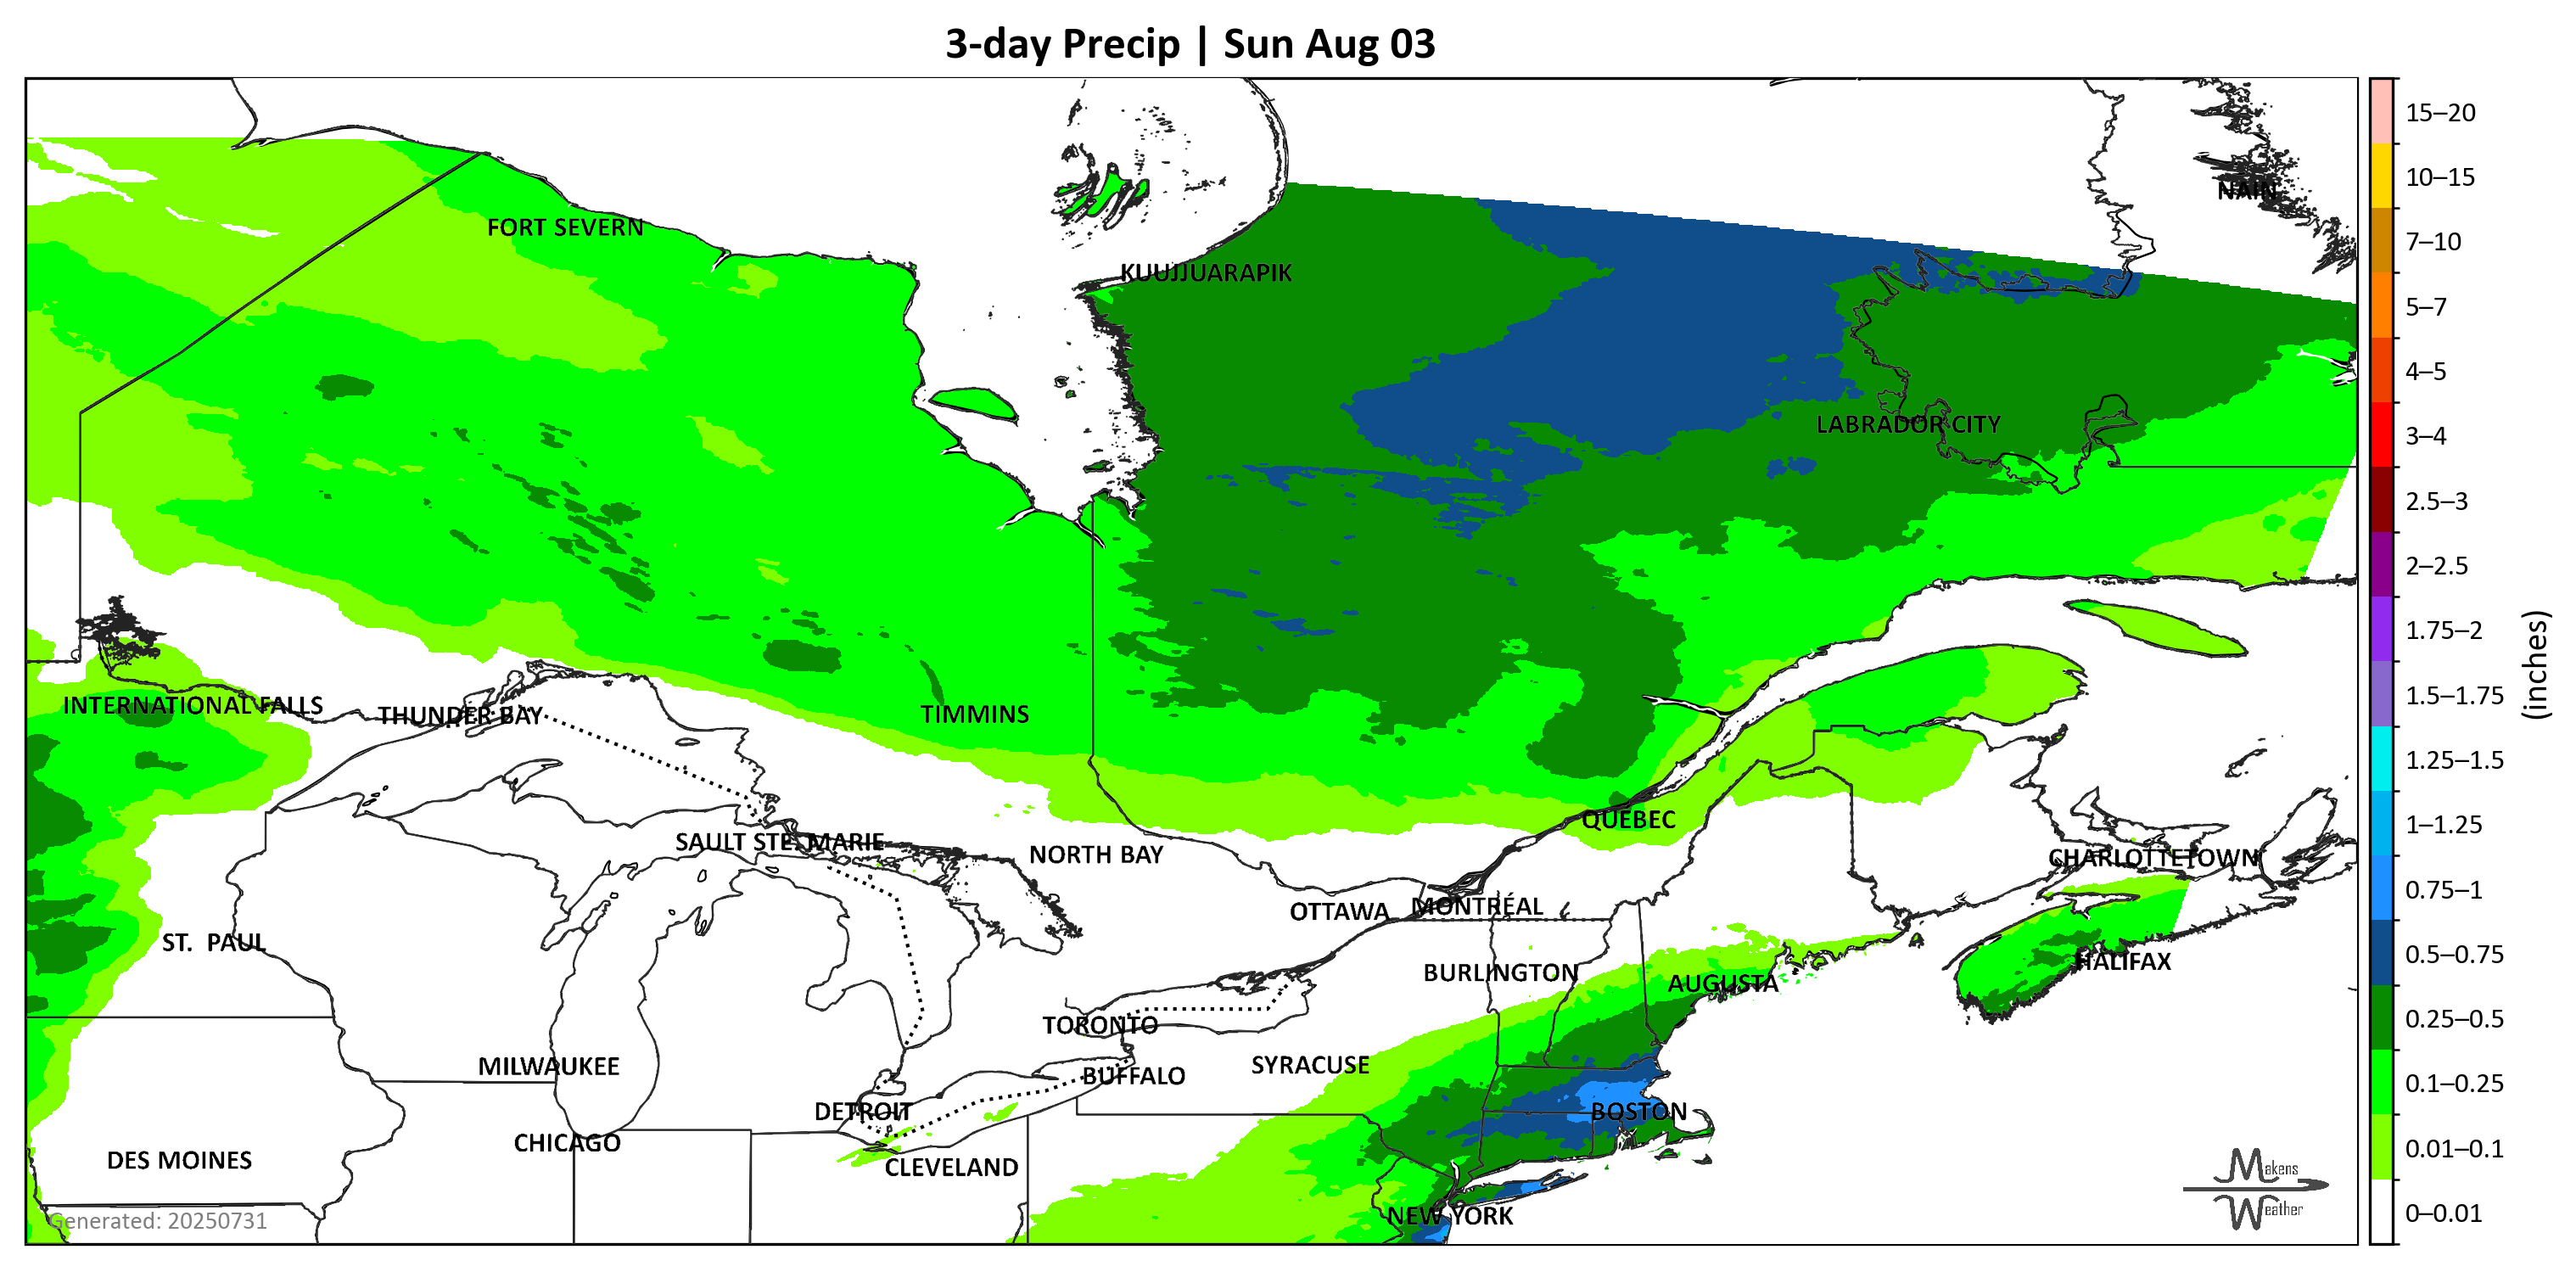 3-day Precip | Sun Aug 03
15–20
NAIN
10–15
FORT SEVERN
7–10
KUUJJUARAPIK
5–7
4–5
LABRADOR CITY
3–4
2.5–3
2–2.5
1.75–2
(inches)
INTERNATIONAL FALLS
THUNDER BAY
TIMMINS
1.5–1.75
1.25–1.5
QUEBEC
1–1.25
SAULT STE. MARIE
NORTH BAY
CHARLOTTETOWN
0.75–1
OTTAWA
MONTRÉAL
ST. PAUL
0.5–0.75
HALIFAX
BURLINGTON
AUGUSTA
TORONTO
0.25–0.5
MILWAUKEE
SYRACUSE
BUFFALO
0.1–0.25
DETROIT
BOSTON
CHICAGO
0.01–0.1
DES MOINES
CLEVELAND
Makens
Weather
NEW YORK
0–0.01
Generated: 20250731